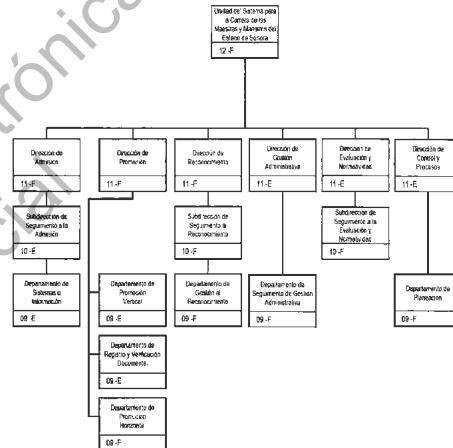 Unidad del Sistema para
la Carrera de las
Maestras y Maestros del
Estado de Sonora
12 -F
Dirección de
Admisión
11 -F
Dirección de
Promoción
11 -F
Dirección de
Reconocimiento
11 -F
Dirección de
Gestión
Administrativa
11 -E
Dirección de
Evaluación y
Normatividad
11 -E
Dirección de
Control y
Procesos
11 -E
Subdirección de
Seguimiento a la
Admisión
10 -E
Subdirección de
Seguimiento al
Reconocimiento
10 -F
Subdirección de
Seguimiento a la
Evaluación y
Normatividad
10 -F
Departamento de
Sistemas e
Información
09 -E
Departamento de
Promoción
Vertical
09 -E
Departamento de
Gestión al
Reconocimiento
09 -F
Departamento de
Seguimiento de Gestión
Administrativa
09 -F
Departamento de
Planeación
09 -F
Departamento de
Registro y Verificación
Documental
09 -E
Departamento de
Promoción
Horizontal
09 -F
trónica
cial